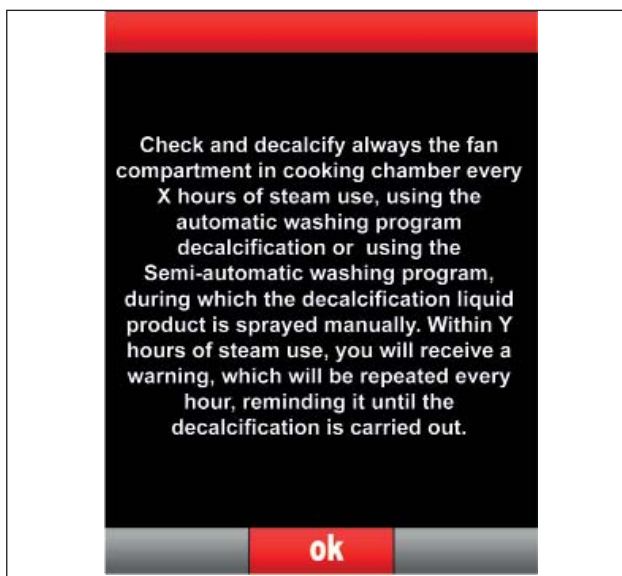 Check and decalcify always the fan
compartment in cooking chamber every
X hours of steam use, using the
automatic washing program
decalcification or using the
Semi-automatic washing program,
during which the decalcification liquid
product is sprayed manually. Within Y
hours of steam use, you will receive a
warning, which will be repeated every
hour, reminding it until the
decalcification is carried out.
ok